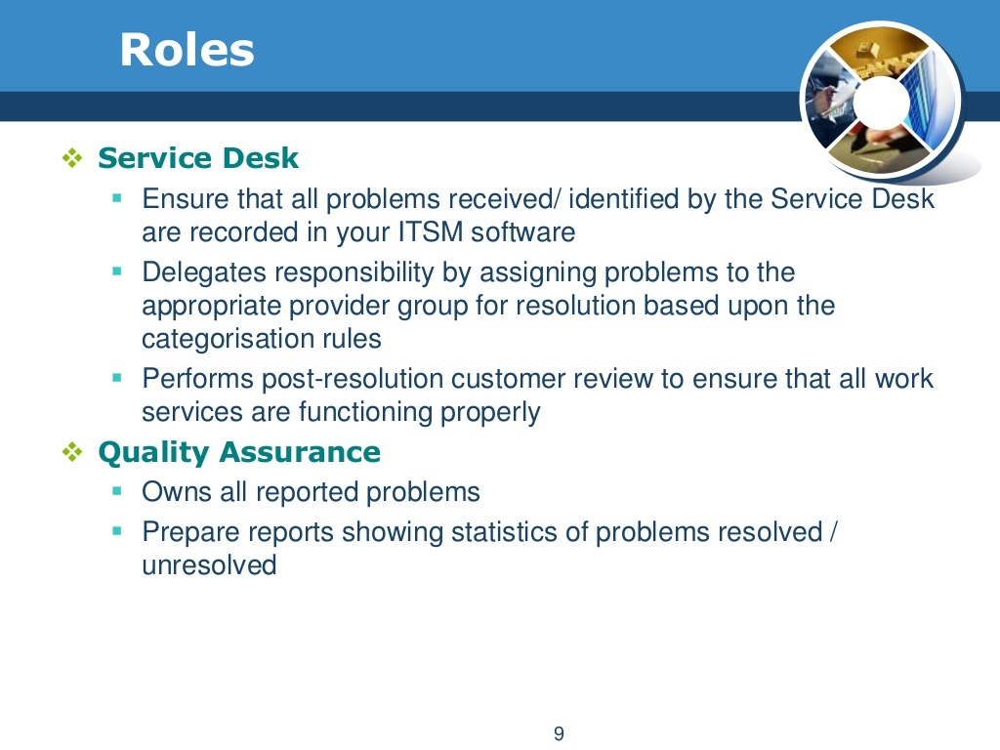 Roles
Service Desk
Ensure that all problems received/ identified by the Service Desk
are recorded in your ITSM software
Delegates responsibility by assigning problems to the
appropriate provider group for resolution based upon the
categorisation rules
Performs post-resolution customer review to ensure that all work
services are functioning properly
Quality Assurance
Owns all reported problems
Prepare reports showing statistics of problems resolved /
unresolved
9